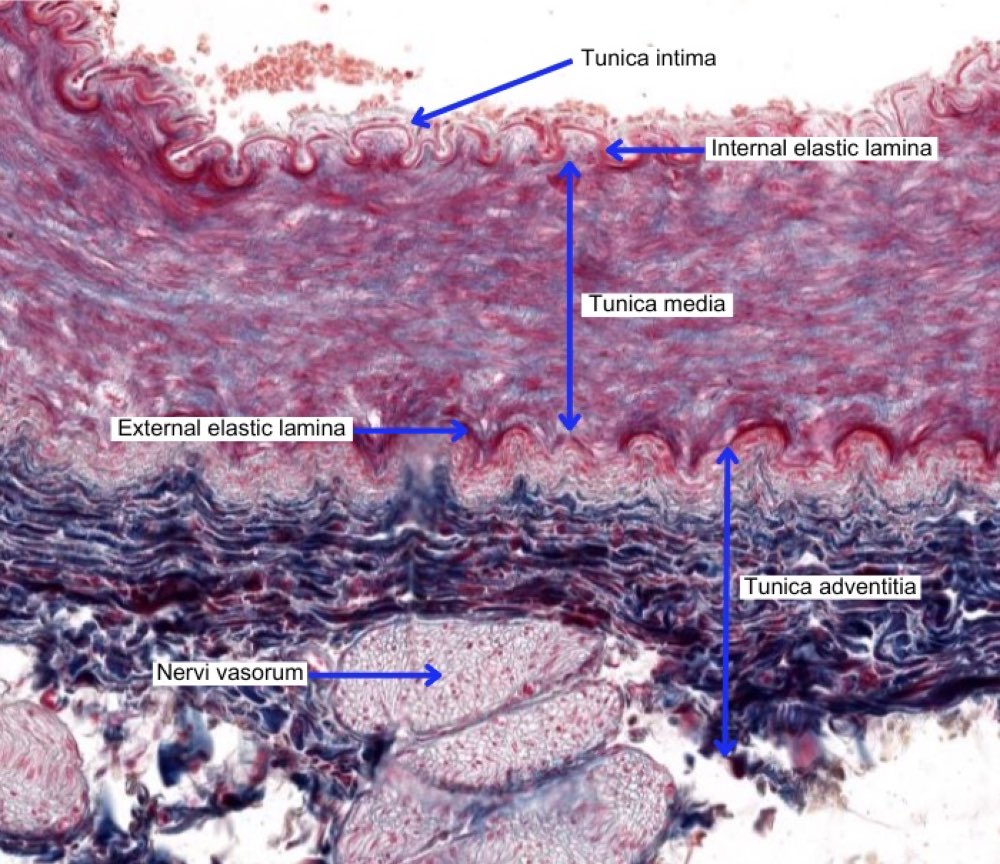 Tunica intima
Internal elastic lamina
Tunica media
External elastic lamina
Tunica adventitia
Nervi vasorum